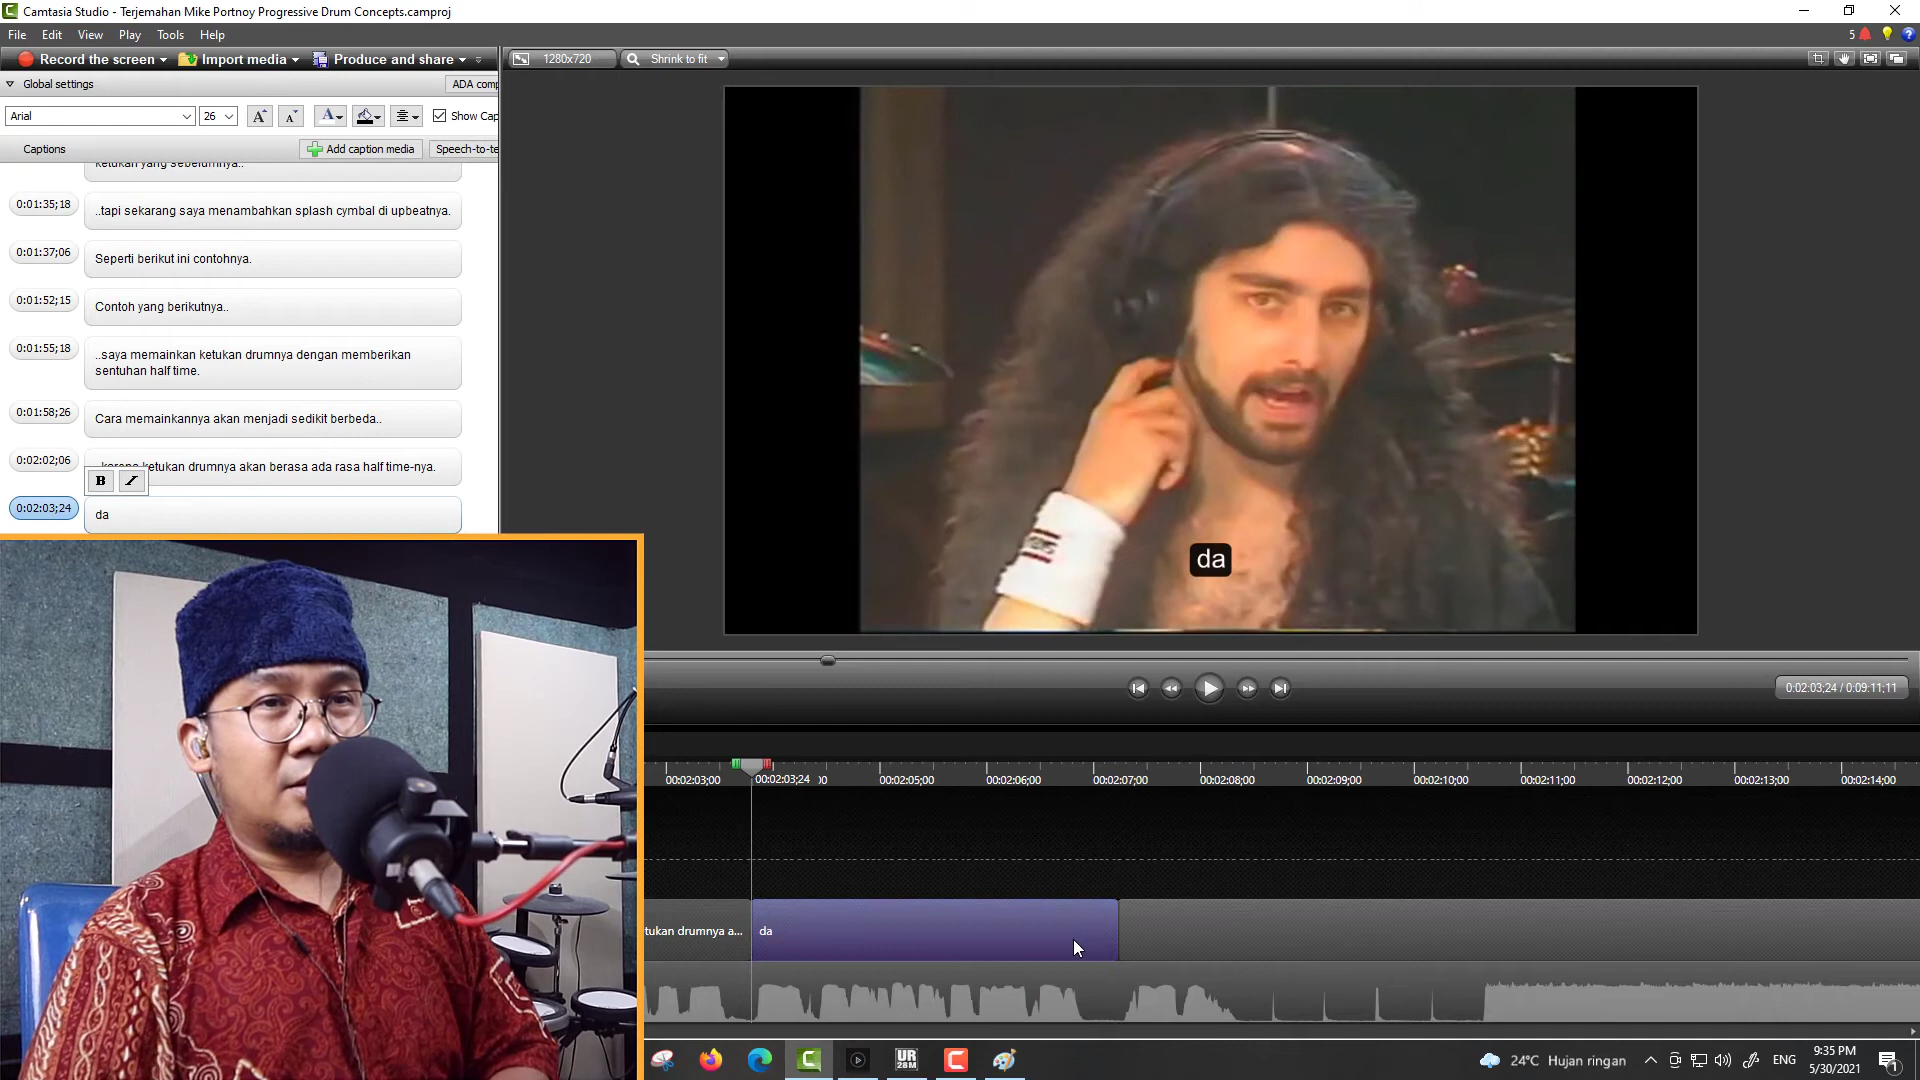 Camtasia Studio - Terjemahan Mike Portnoy Progressive Drum Concepts.camproj
File Edit View Play Tools Help
5
Record the screen Import media Produce and share
1280x720 Shrink to fit
Global settings ADA comp
Arial 26 A A A Show Cap
Captions Add caption media Speech-to-te
ketukan yang sebelumnya..
0:01:35;18 ..tapi sekarang saya menambahkan splash cymbal di upbeatnya.
0:01:37;06 Seperti berikut ini contohnya.
0:01:52;15 Contoh yang berikutnya..
0:01:55;18 ..saya memainkan ketukan drumnya dengan memberikan
sentuhan half time.
0:01:58;26 Cara memainkannya akan menjadi sedikit berbeda..
0:02:02;06 ketukan drumnya akan berasa ada rasa half time-nya.
B I
0:02:03;24 da
da
0:02:03;24 / 0:09:11;11
00:02:03;00 00:02:03;24 00:02:05;00 00:02:06;00 00:02:07;00 00:02:08;00 00:02:09;00 00:02:10;00 00:02:11;00 00:02:12;00 00:02:13;00 00:02:14;00
tukan drumnya a... da
UR
28M
24°C Hujan ringan ENG 9:35 PM
5/30/2021
1